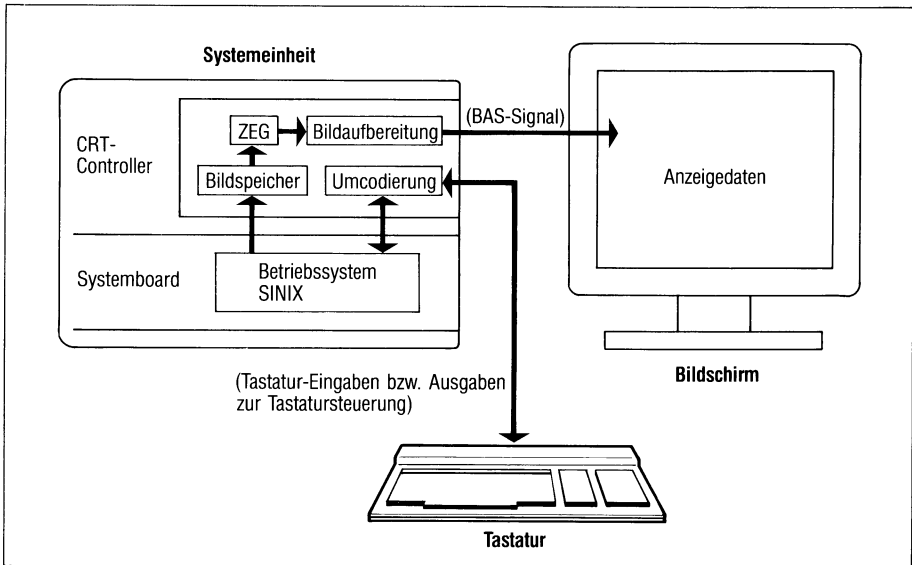 Systemeinheit
CRT-
Controller
ZEG
Bildaufbereitung
(BAS-Signal)
Bildspeicher
Umcodierung
Anzeigedaten
Systemboard
Betriebssystem
SINIX
(Tastatur-Eingaben bzw. Ausgaben
zur Tastatursteuerung)
Bildschirm
Tastatur